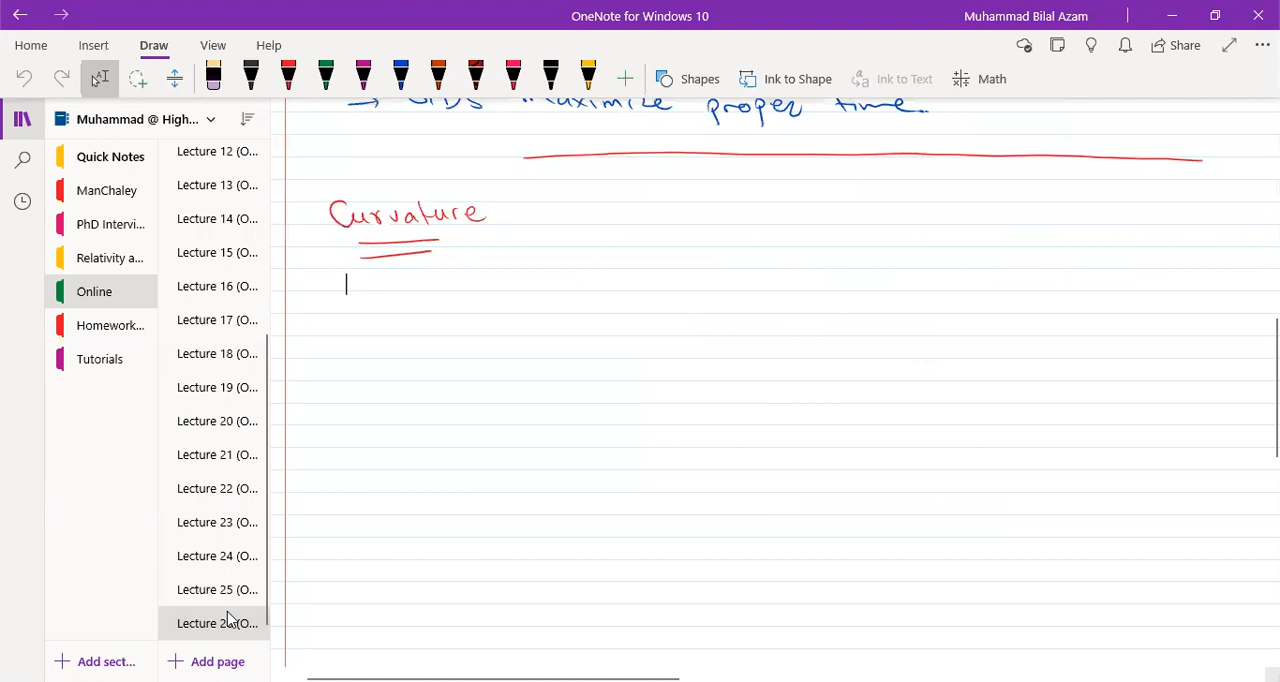 OneNote for Windows 10
Muhammad Bilal Azam
Home Insert Draw View Help
Share
Shapes
Ink to Shape
Ink to Text
Math
Muhammad @ High...
Quick Notes
ManChaley
PhD Intervi...
Relativity a...
Online
Homework...
Tutorials
Add sect...
Lecture 12 (O...
Lecture 13 (O...
Lecture 14 (O...
Lecture 15 (O...
Lecture 16 (O...
Lecture 17 (O...
Lecture 18 (O...
Lecture 19 (O...
Lecture 20 (O...
Lecture 21 (O...
Lecture 22 (O...
Lecture 23 (O...
Lecture 24 (O...
Lecture 25 (O...
Lecture (O...
Add page
→ maximize proper time.
Curvature